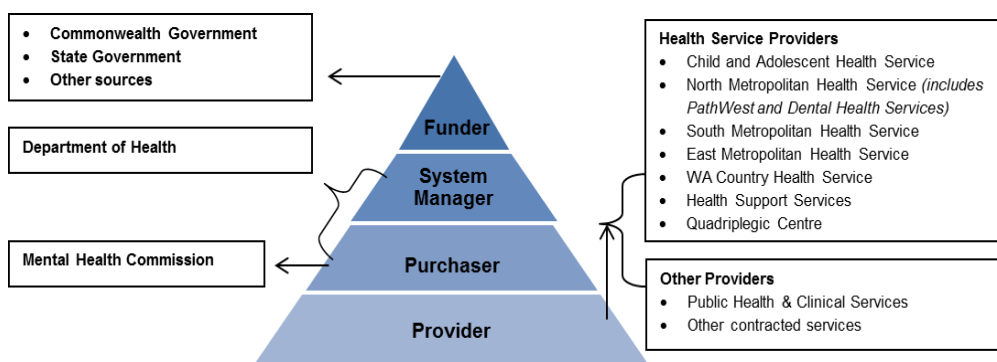 • Commonwealth Government
• State Government
• Other sources
Department of Health
Mental Health Commission
Funder
System
Manager
Purchaser
Provider
Health Service Providers
• Child and Adolescent Health Service
• North Metropolitan Health Service (includes
PathWest and Dental Health Services)
• South Metropolitan Health Service
• East Metropolitan Health Service
• WA Country Health Service
• Health Support Services
• Quadriplegic Centre
Other Providers
• Public Health & Clinical Services
• Other contracted services